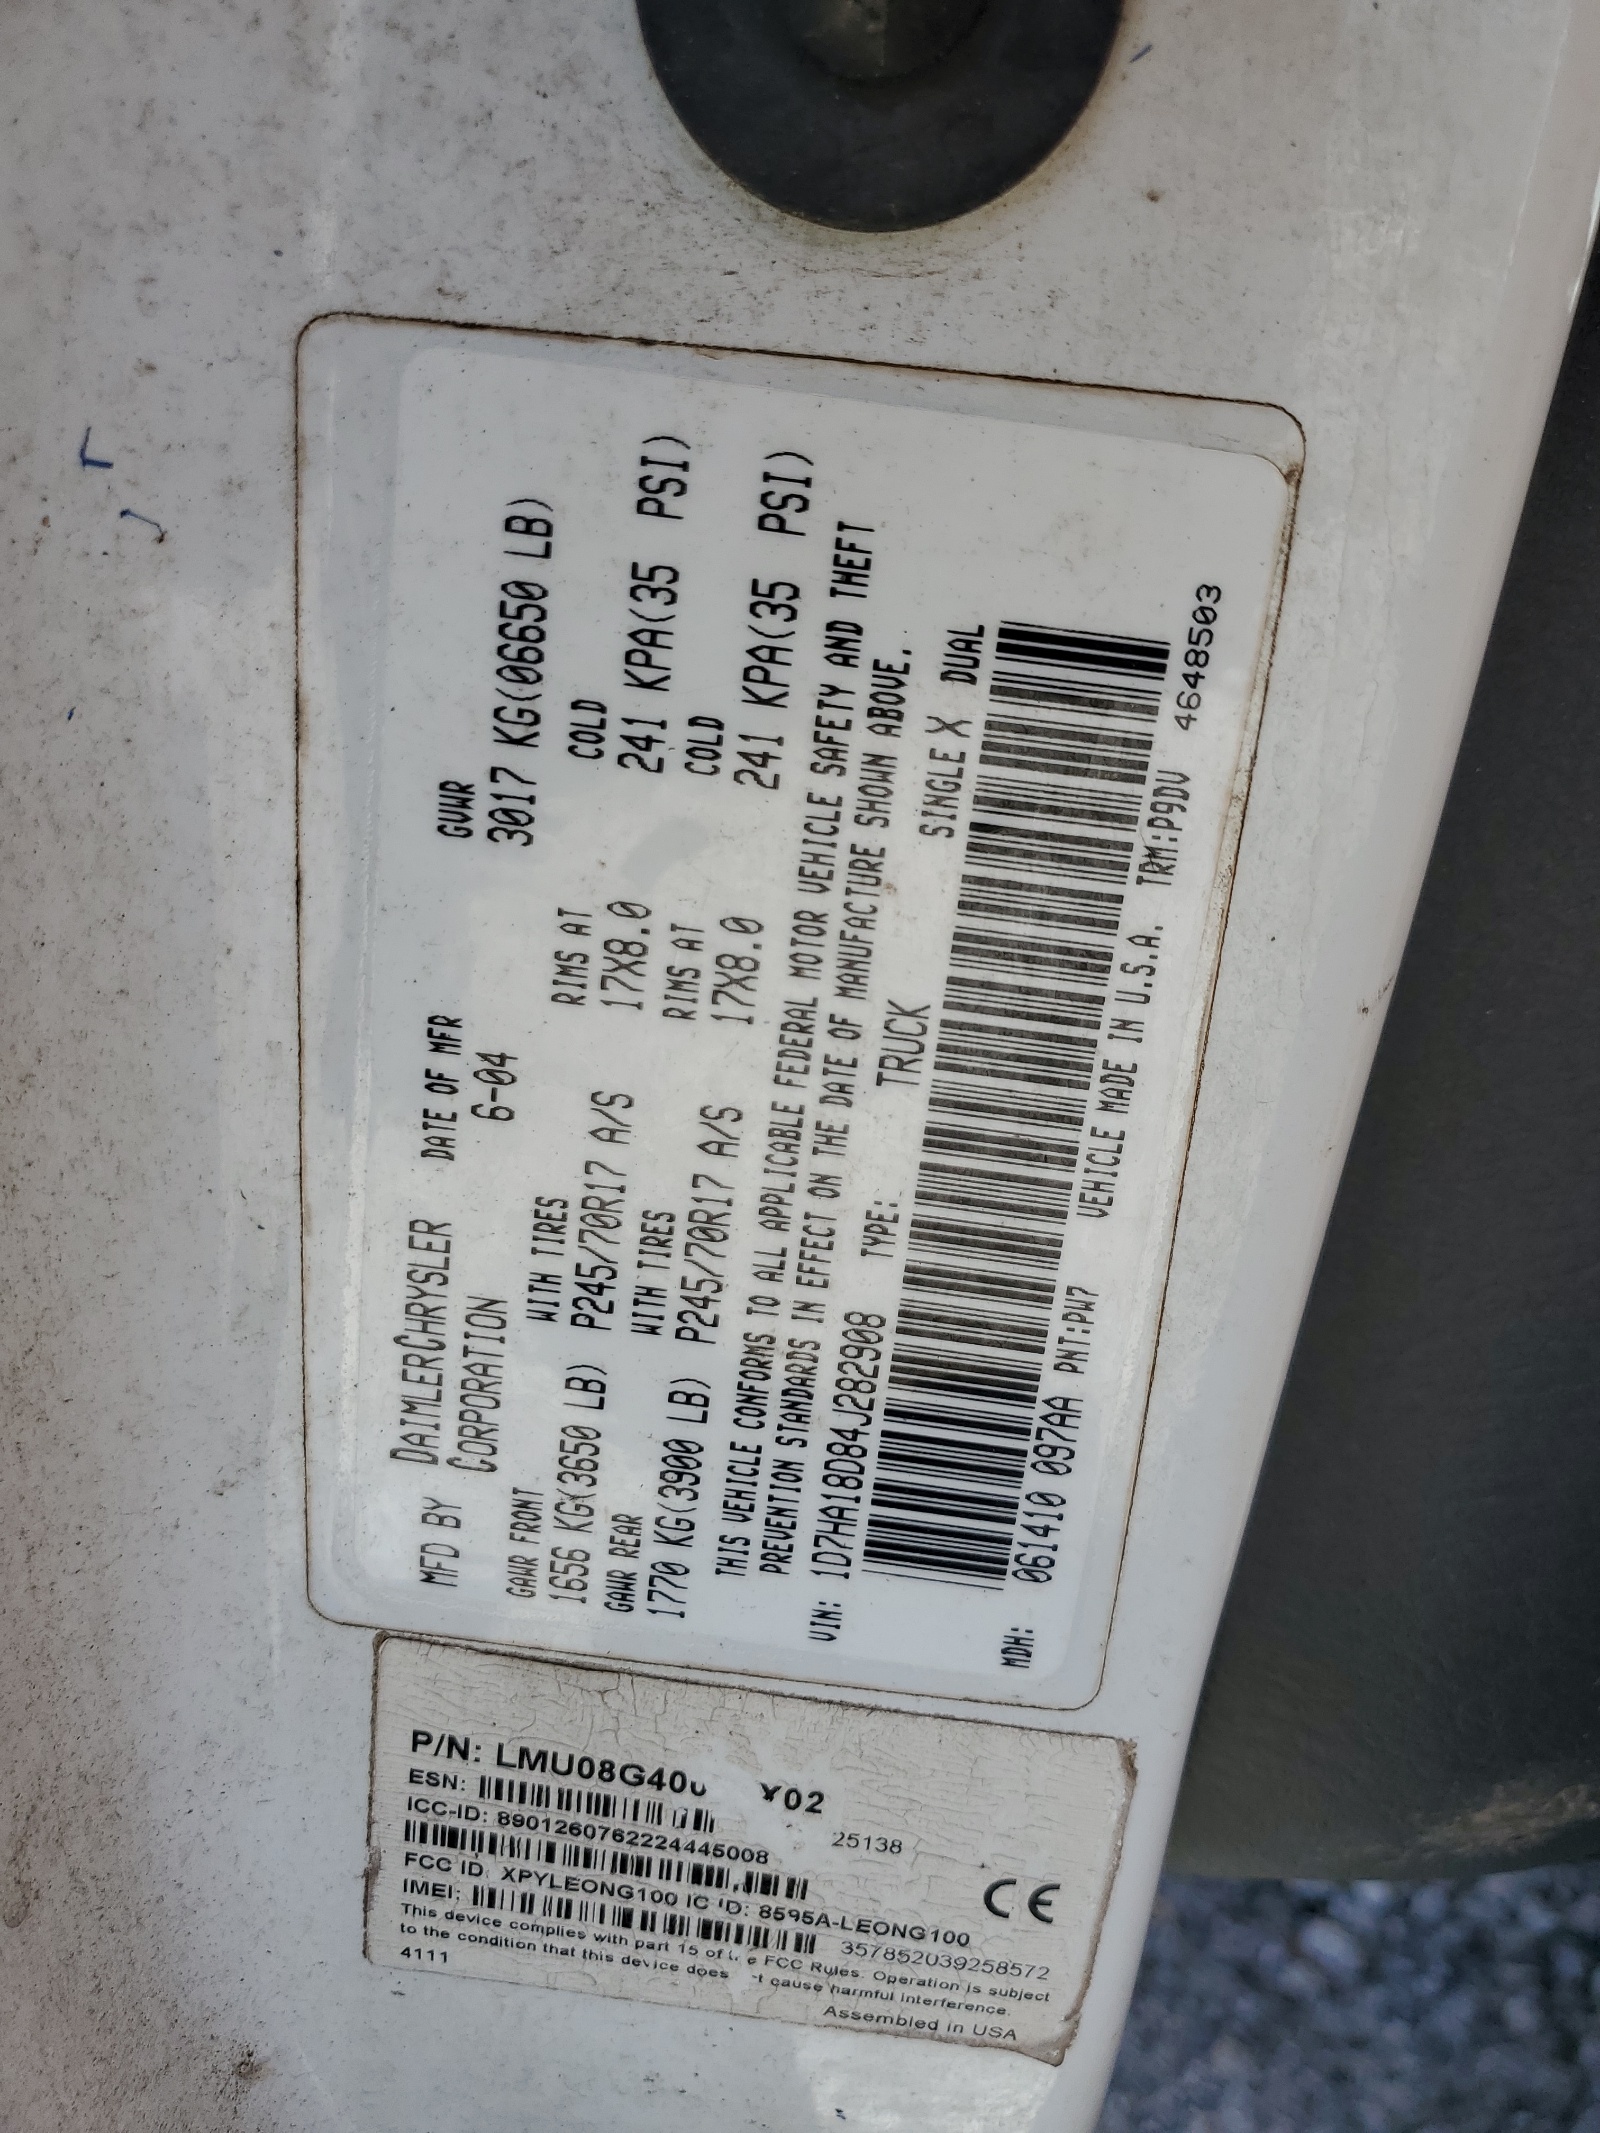 MFD BY DAIMLERCHRYSLER CORPORATION
DATE OF MFR GVWR
6-04 3017 KG(06650 LB)
GAWR FRONT WITH TIRES RIMS AT COLD
1656 KG(3650 LB) P245/70R17 A/S 17X8.0 241 KPA(35 PSI)
GAWR REAR WITH TIRES RIMS AT COLD
1770 KG(3900 LB) P245/70R17 A/S 17X8.0 241 KPA(35 PSI)
THIS VEHICLE CONFORMS TO ALL APPLICABLE FEDERAL MOTOR VEHICLE SAFETY AND THEFT
PREVENTION STANDARDS IN EFFECT ON THE DATE OF MANUFACTURE SHOWN ABOVE.
VIN: 1D7HA18D84J282908 TYPE: TRUCK SINGLE X DUAL
MDH: 061410 097AA PNT:PW7 VEHICLE MADE IN U.S.A. TRM:P9DV 4648503
P/N: LMU08G40 Y02
ESN: 25138
ICC-ID: 8901260762224445008
FCC ID: XPYLEONG100 IC ID: 8595A-LEONG100
CE
IMEI: 357852039258572
This device complies with part 15 of FCC Rules. Operation is subject
to the condition that this device does cause harmful interference.
4111 Assembled in USA